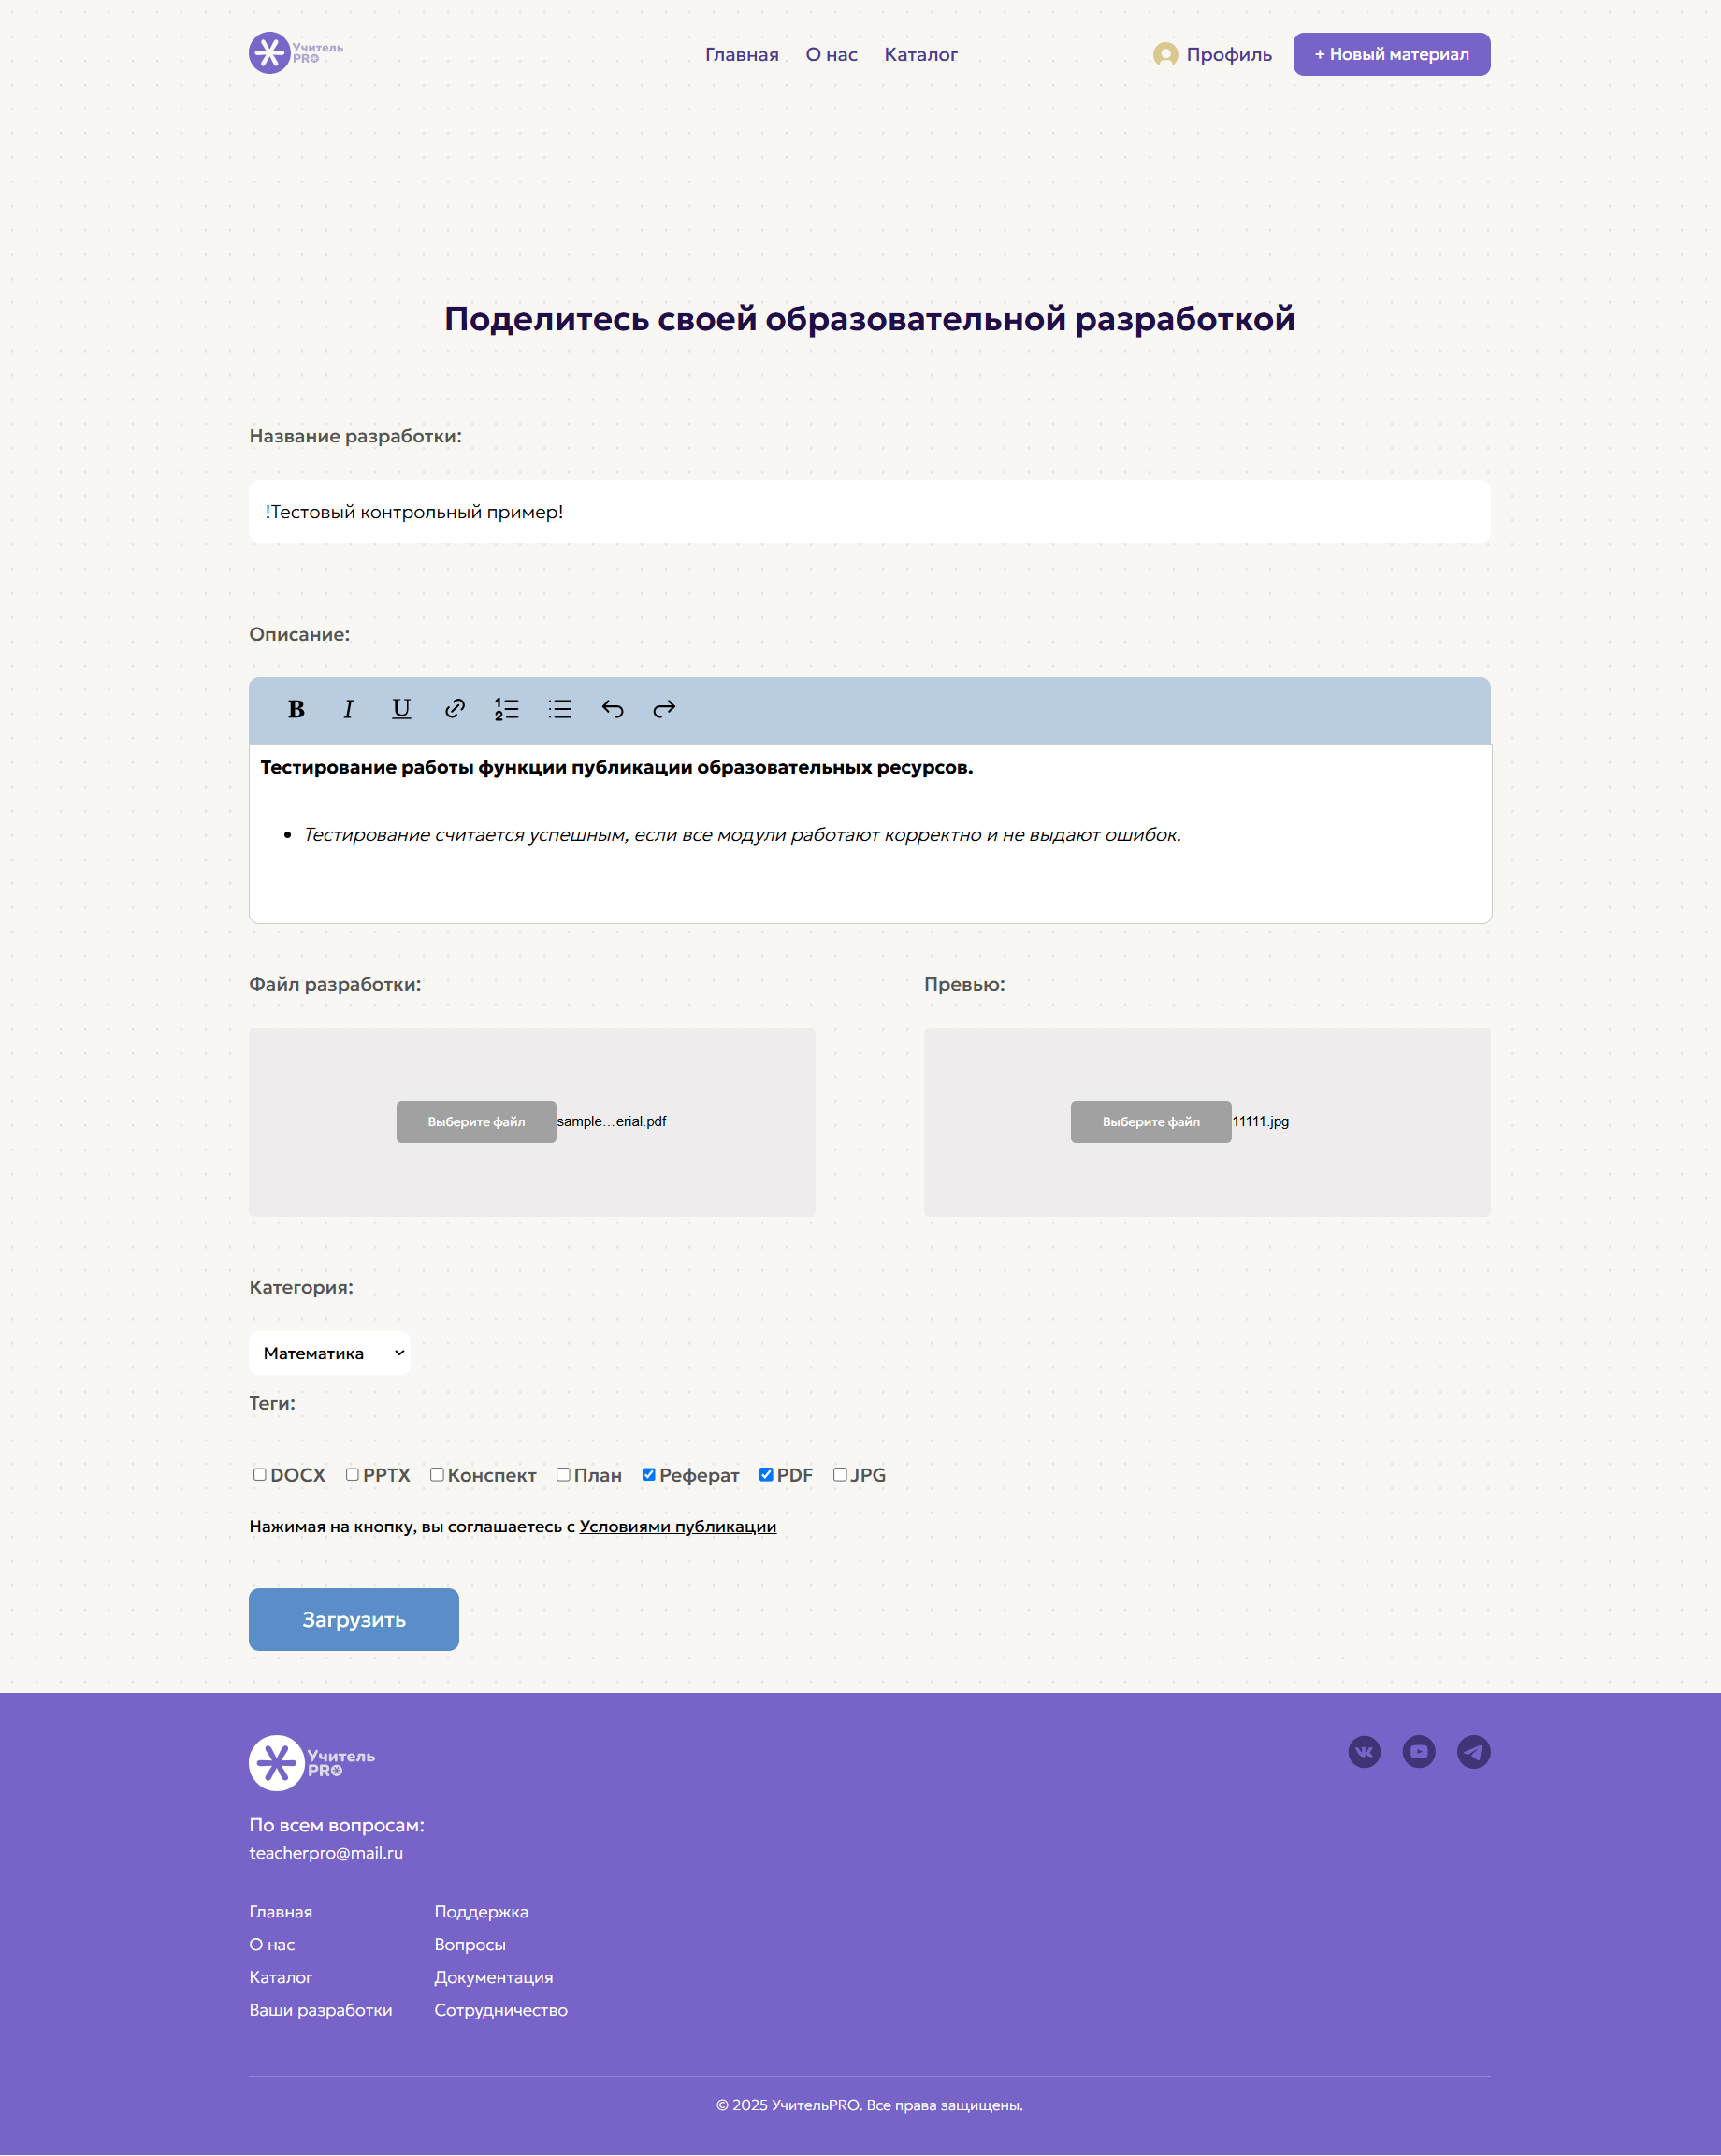 Учитель
PRO
Главная О нас Каталог
Профиль
+ Новый материал
Поделитесь своей образовательной разработкой
Название разработки:
!Тестовый контрольный пример!
Описание:
B I U
Тестирование работы функции публикации образовательных ресурсов.
• Тестирование считается успешным, если все модули работают корректно и не выдают ошибок.
Файл разработки:
Выберите файл sample...erial.pdf
Превью:
Выберите файл 11111.jpg
Категория:
Математика
Теги:
DOCX PPTX Конспект План Реферат PDF JPG
Нажимая на кнопку, вы соглашаетесь с Условиями публикации
Загрузить
Учитель
PRO
По всем вопросам:
teacherpro@mail.ru
Главная
О нас
Каталог
Ваши разработки
Поддержка
Вопросы
Документация
Сотрудничество
© 2025 УчительPRO. Все права защищены.